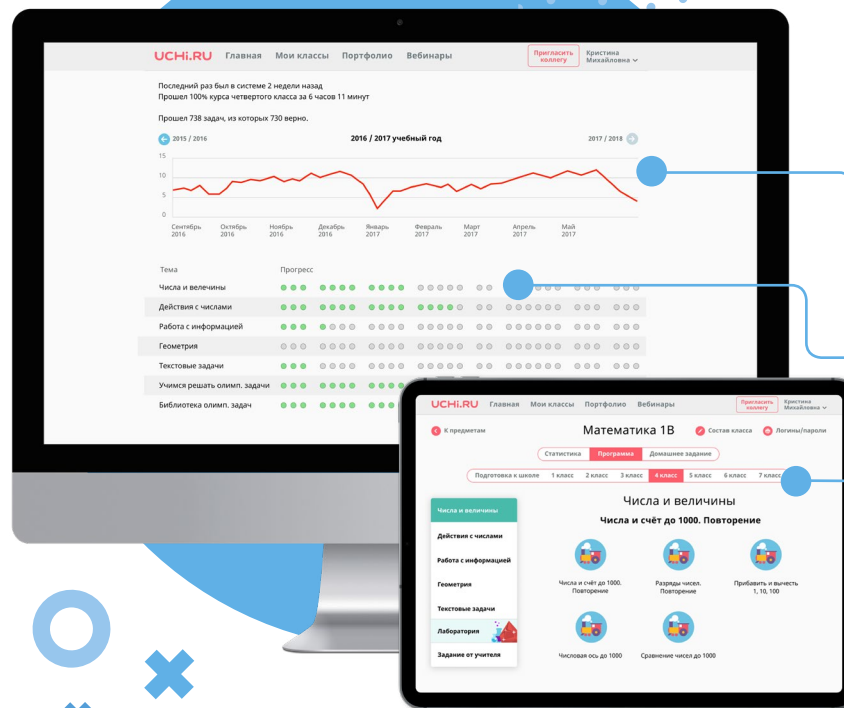 UCHi.RU Главная Мои классы Портфолио Вебинары Пригласить коллегу Кристина Михайловна
Последний раз был в системе 2 недели назад
Прошел 100% курса четвертого класса за 6 часов 11 минут
Прошел 738 задач, из которых 730 верно.
2015 / 2016 2016 / 2017 учебный год 2017 / 2018
15
10
5
0
Сентябрь 2016 Октябрь 2016 Ноябрь 2016 Декабрь 2016 Январь 2017 Февраль 2017 Март 2017 Апрель 2017 Май 2017
Тема Прогресс
Числа и велечины
Действия с числами
Работа с информацией
Геометрия
Текстовые задачи
Учимся решать олимп. задачи
Библиотека олимп. задач
UCHi.RU Главная Мои классы Портфолио Вебинары Пригласить коллегу Кристина Михайловна
К предметам Математика 1В Состав класса Логины/пароли
Статистика Программа Домашнее задание
Подготовка к школе 1 класс 2 класс 3 класс 4 класс 5 класс 6 класс 7 класс
Числа и величины
Числа и счёт до 1000. Повторение
Числа и величины
Действия с числами
Работа с информацией
Геометрия
Текстовые задачи
Лаборатория
Задание от учителя
Числа и счёт до 1000. Повторение
Разряды чисел. Повторение
Прибавить и вычесть 1, 10, 100
Числовая ось до 1000
Сравнение чисел до 1000